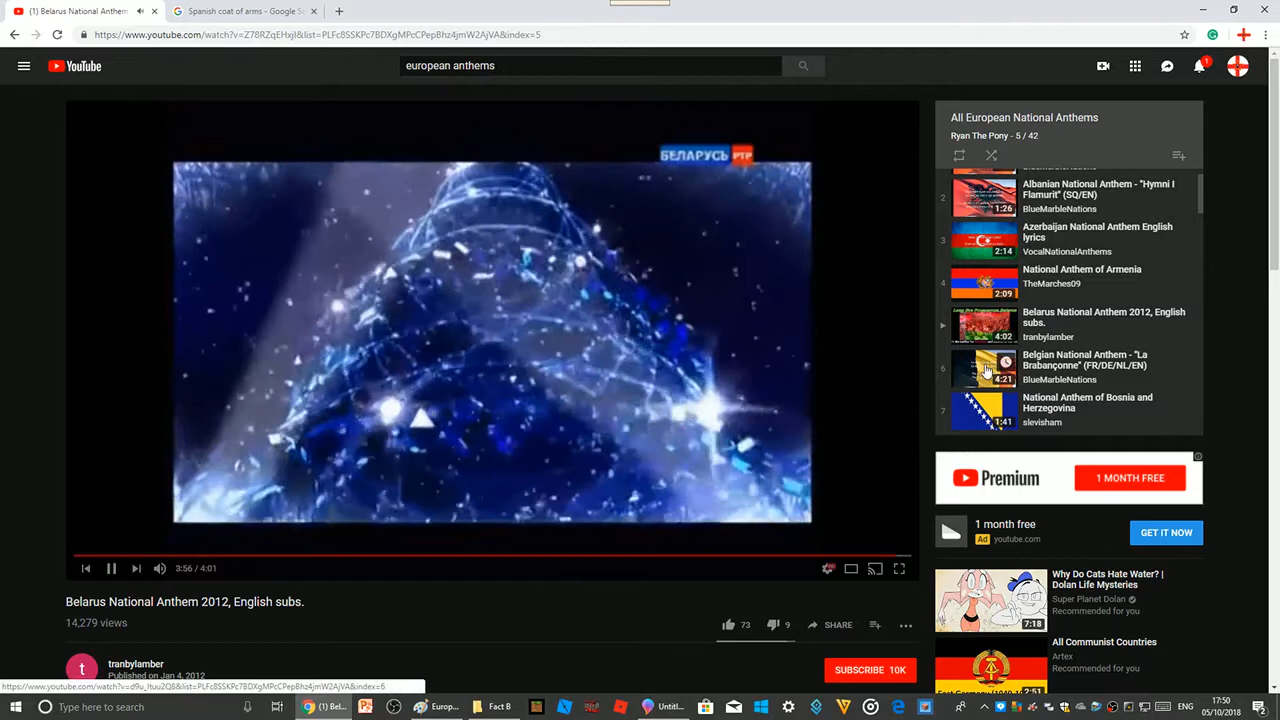 (1) Belarus National Anthem
Spanish coat of arms - Google Se
https://www.youtube.com/watch?v=Z78RZqEHxjI&list=PLFc8SSKPc7BDXgMPcCPepBhz4jmW2AjVA&index=5
YouTube
european anthems
1
БЕЛАРУСЬ РТР
All European National Anthems
Ryan The Pony - 5 / 42
2
Albanian National Anthem - "Hymni I
Flamurit" (SQ/EN)
1:26
BlueMarbleNations
3
Azerbaijan National Anthem English
lyrics
2:14
VocalNationalAnthems
4
National Anthem of Armenia
TheMarches09
2:09
Belarus National Anthem 2012, English
subs.
4:02
tranbylamber
6
Belgian National Anthem - "La
Brabançonne" (FR/DE/NL/EN)
4:21
BlueMarbleNations
7
National Anthem of Bosnia and
Herzegovina
1:41
slevisham
Premium
1 MONTH FREE
1 month free
Ad youtube.com
GET IT NOW
3:56 / 4:01
Belarus National Anthem 2012, English subs.
14,279 views
73
9
SHARE
Why Do Cats Hate Water? |
Dolan Life Mysteries
Super Planet Dolan
Recommended for you
7:18
All Communist Countries
Artex
Recommended for you
2:51
t
tranbylamber
Published on Jan 4, 2012
SUBSCRIBE 10K
https://www.youtube.com/watch?v=d9u_Ituu2Q8&list=PLFc8SSKPc7BDXgMPcCPepBhz4jmW2AjVA&index=6
Type here to search
(1) Bel...
Europ...
Fact B
Untitl...
ENG
17:50
05/10/2018
2